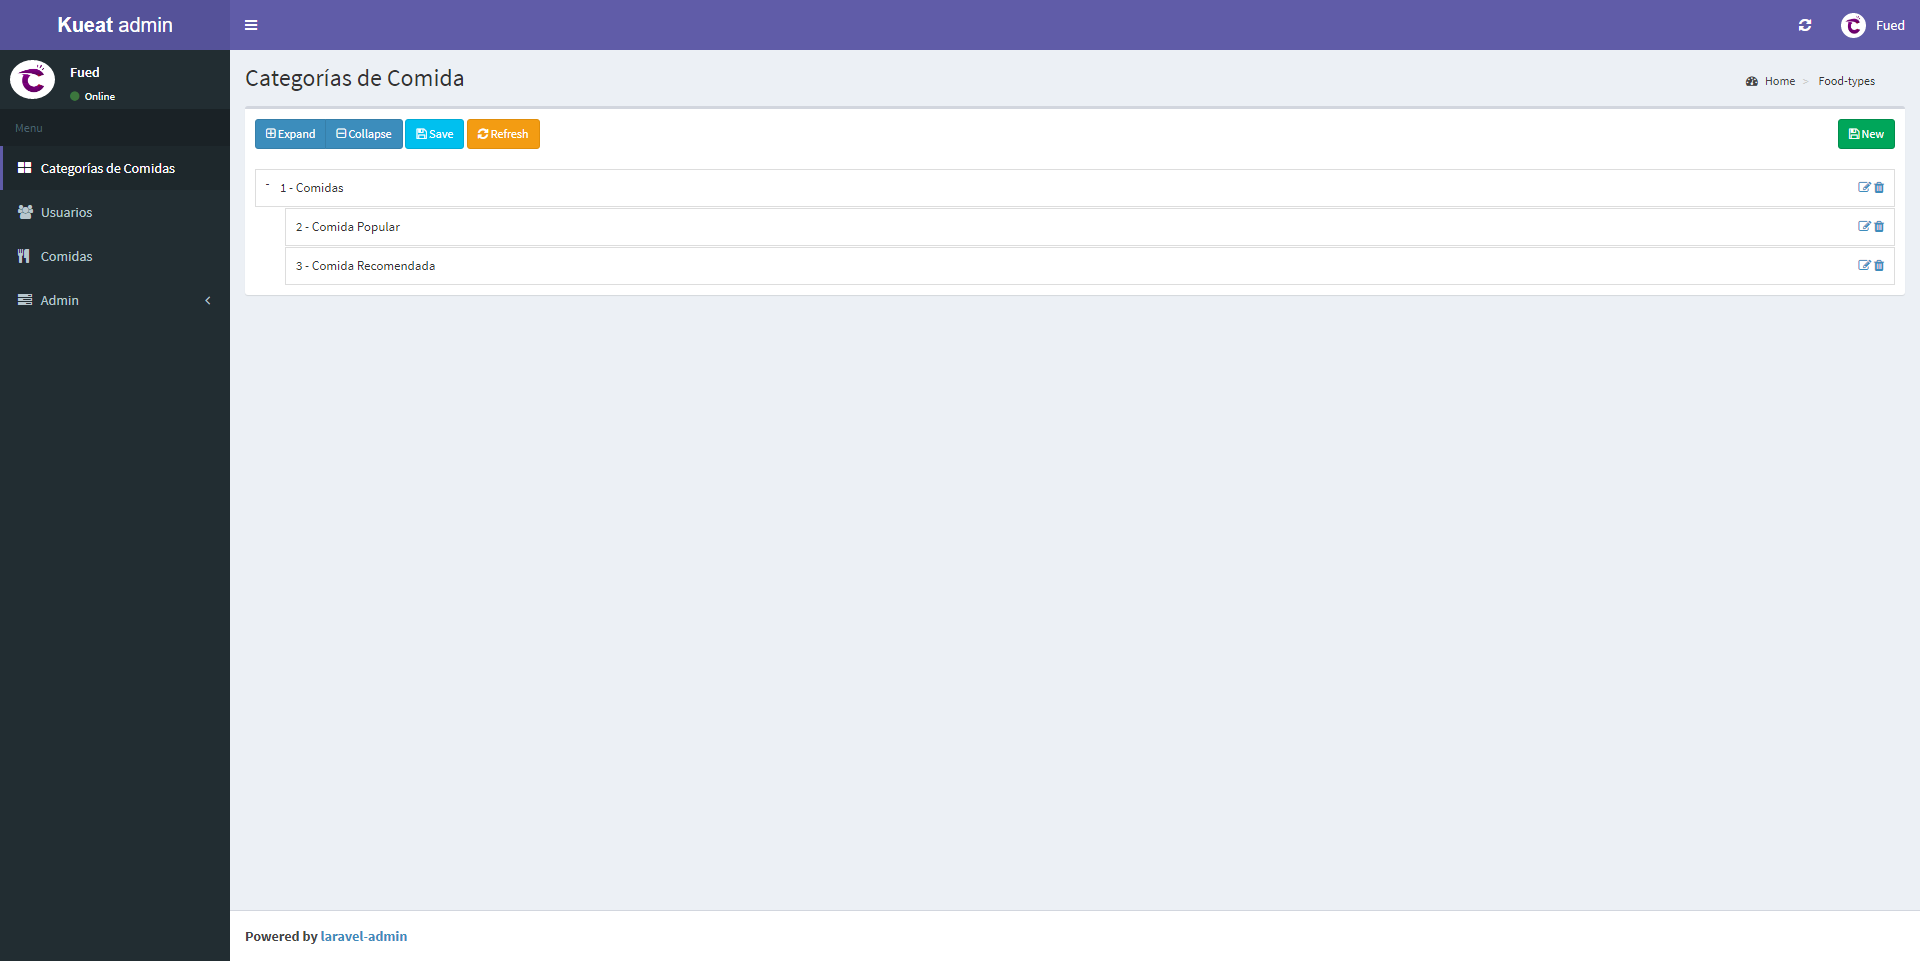 Kueat admin
Fued
Fued
Online
Menu
Categorías de Comidas
Usuarios
Comidas
Admin
Categorías de Comida
Home > Food-types
Expand Collapse Save Refresh New
- 1 - Comidas
2 - Comida Popular
3 - Comida Recomendada
Powered by laravel-admin